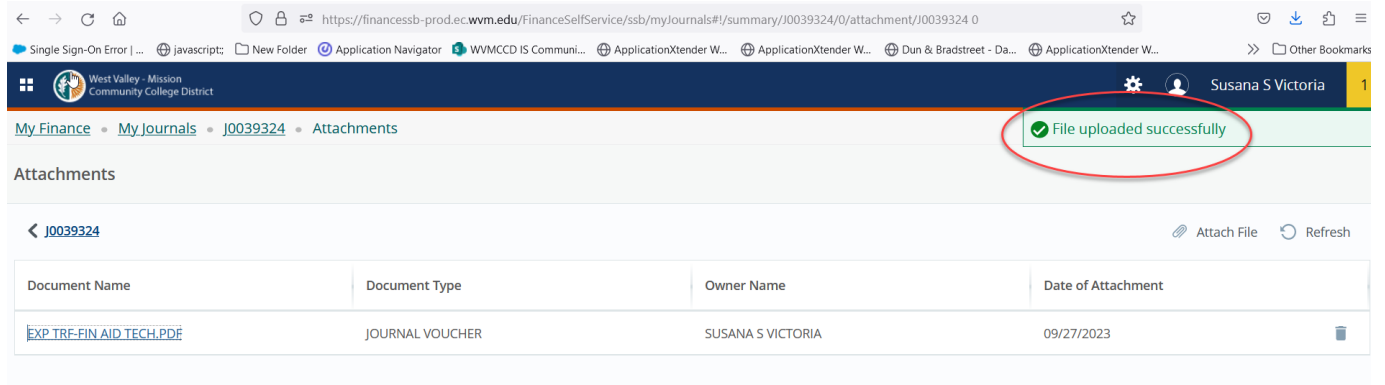 https://financessb-prod.ec.wvm.edu/FinanceSelfService/ssb/myJournals#!/summary/J0039324/0/attachment/J0039324 0
Single Sign-On Error | ... javascript:; New Folder Application Navigator WVMCCD IS Communi... ApplicationXtender W... ApplicationXtender W... Dun & Bradstreet - Da... ApplicationXtender W... Other Bookmarks
West Valley - Mission
Community College District
Susana S Victoria 1
My Finance My Journals J0039324 Attachments
File uploaded successfully
Attachments
J0039324
Attach File Refresh
Document Name Document Type Owner Name Date of Attachment
EXP TRF-FIN AID TECH.PDF JOURNAL VOUCHER SUSANA S VICTORIA 09/27/2023